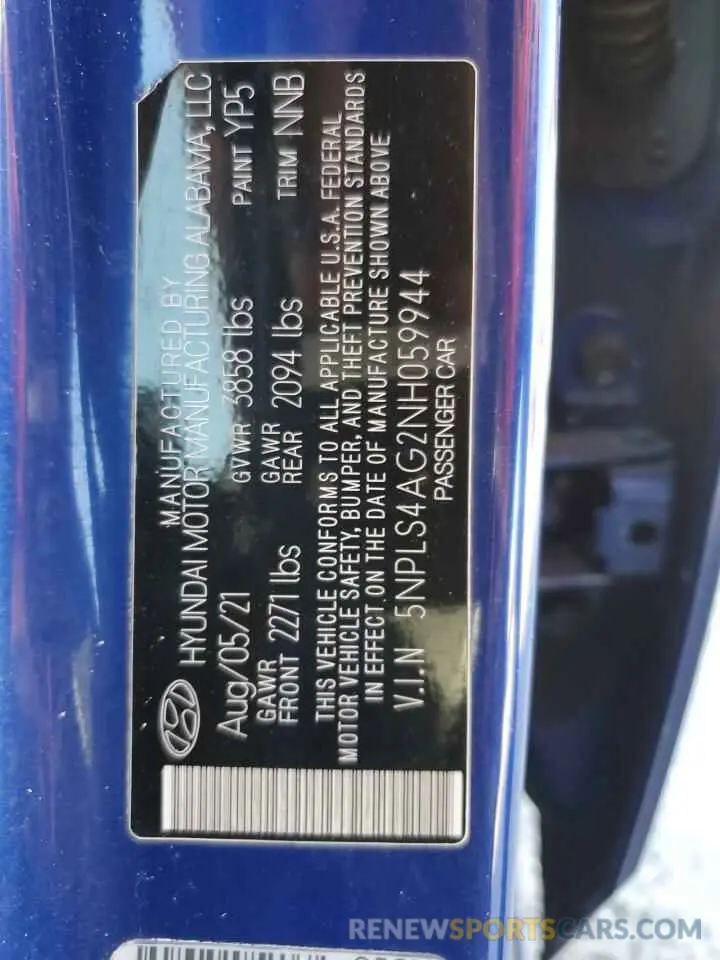 MANUFACTURED BY
HYUNDAI MOTOR MANUFACTURING ALABAMA, LLC
Aug/05/21 GVWR 3858 lbs PAINT YP5
GAWR FRONT 2271 lbs GAWR REAR 2094 lbs TRIM NNB
THIS VEHICLE CONFORMS TO ALL APPLICABLE U.S.A. FEDERAL
MOTOR VEHICLE SAFETY, BUMPER, AND THEFT PREVENTION STANDARDS
IN EFFECT ON THE DATE OF MANUFACTURE SHOWN ABOVE
V.I.N 5NPLS4AG2NH059944
PASSENGER CAR
RENEWSPORTSCARS.COM